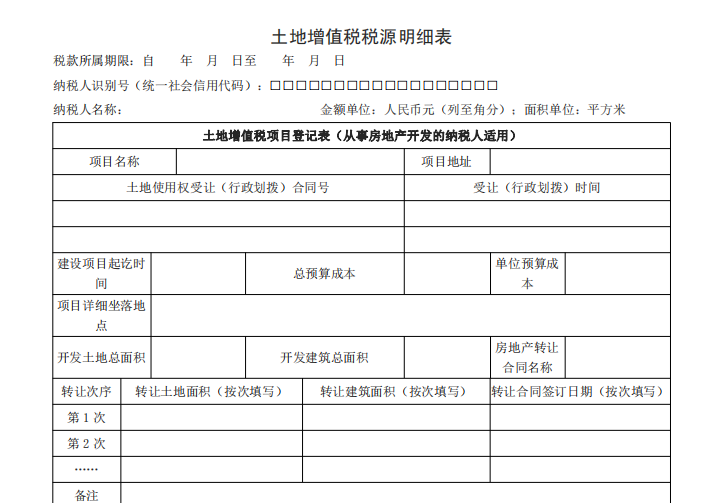 土地增值税税源明细表
税款所属期限：自 年 月 日至 年 月 日
纳税人识别号（统一社会信用代码）：□□□□□□□□□□□□□□□□□□
纳税人名称： 金额单位：人民币元（列至角分）；面积单位：平方米
土地增值税项目登记表（从事房地产开发的纳税人适用）
项目名称 项目地址
土地使用权受让（行政划拨）合同号 受让（行政划拨）时间
建设项目起讫时间 总预算成本 单位预算成本
项目详细坐落地点
开发土地总面积 开发建筑总面积 房地产转让合同名称
转让次序 转让土地面积（按次填写） 转让建筑面积（按次填写） 转让合同签订日期（按次填写）
第 1 次
第 2 次
……
备注